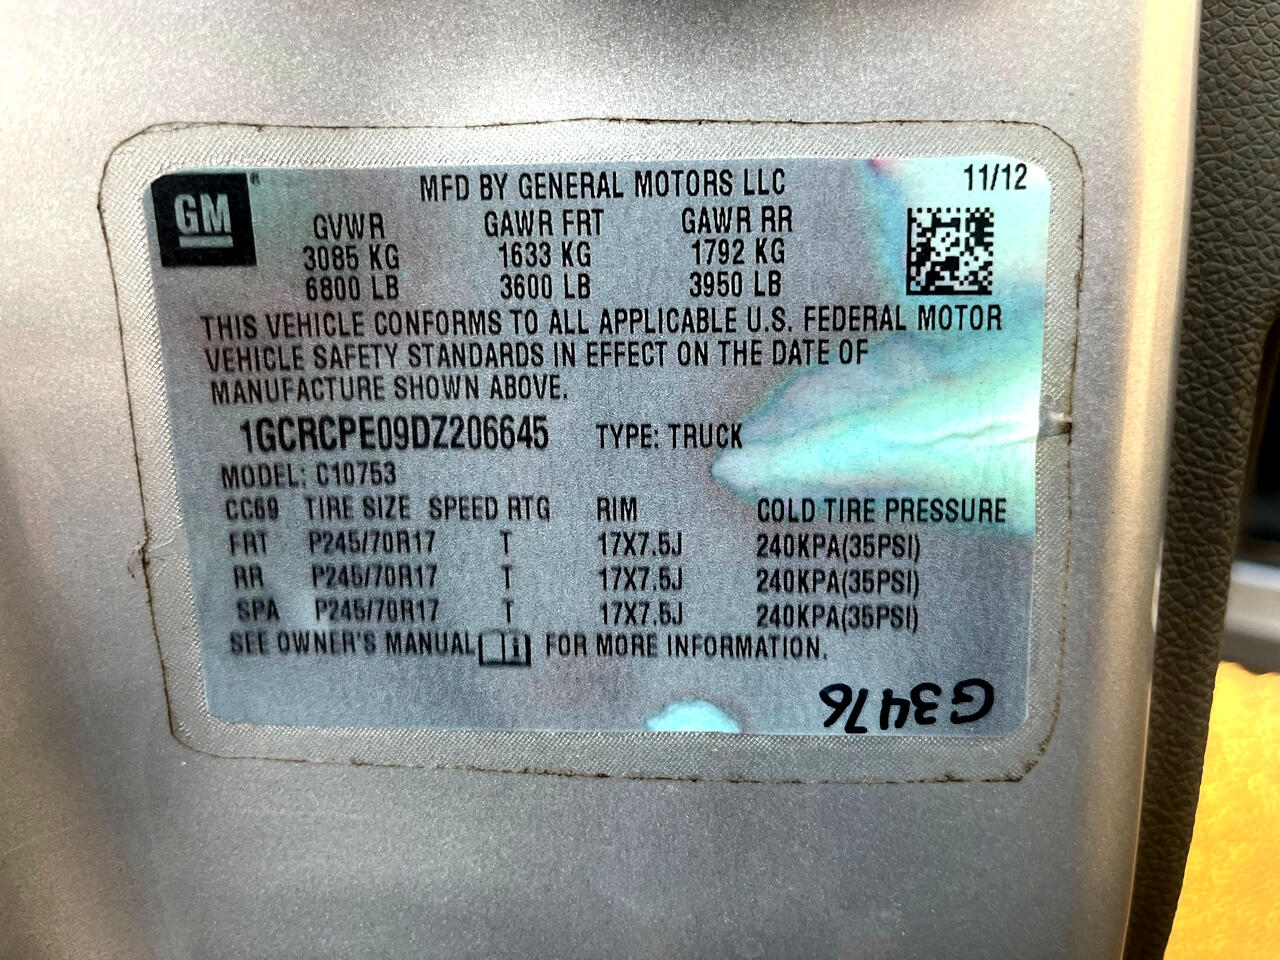 GM
MFD BY GENERAL MOTORS LLC 11/12
GVWR GAWR FRT GAWR RR
3085 KG 1633 KG 1792 KG
6800 LB 3600 LB 3950 LB
THIS VEHICLE CONFORMS TO ALL APPLICABLE U.S. FEDERAL MOTOR
VEHICLE SAFETY STANDARDS IN EFFECT ON THE DATE OF
MANUFACTURE SHOWN ABOVE.
1GCRCPE09DZ206645 TYPE: TRUCK
MODEL: C10753
CC69 TIRE SIZE SPEED RTG RIM COLD TIRE PRESSURE
FRT P245/70R17 T 17X7.5J 240KPA(35PSI)
RR P245/70R17 T 17X7.5J 240KPA(35PSI)
SPA P245/70R17 T 17X7.5J 240KPA(35PSI)
SEE OWNER'S MANUAL FOR MORE INFORMATION.
G3476